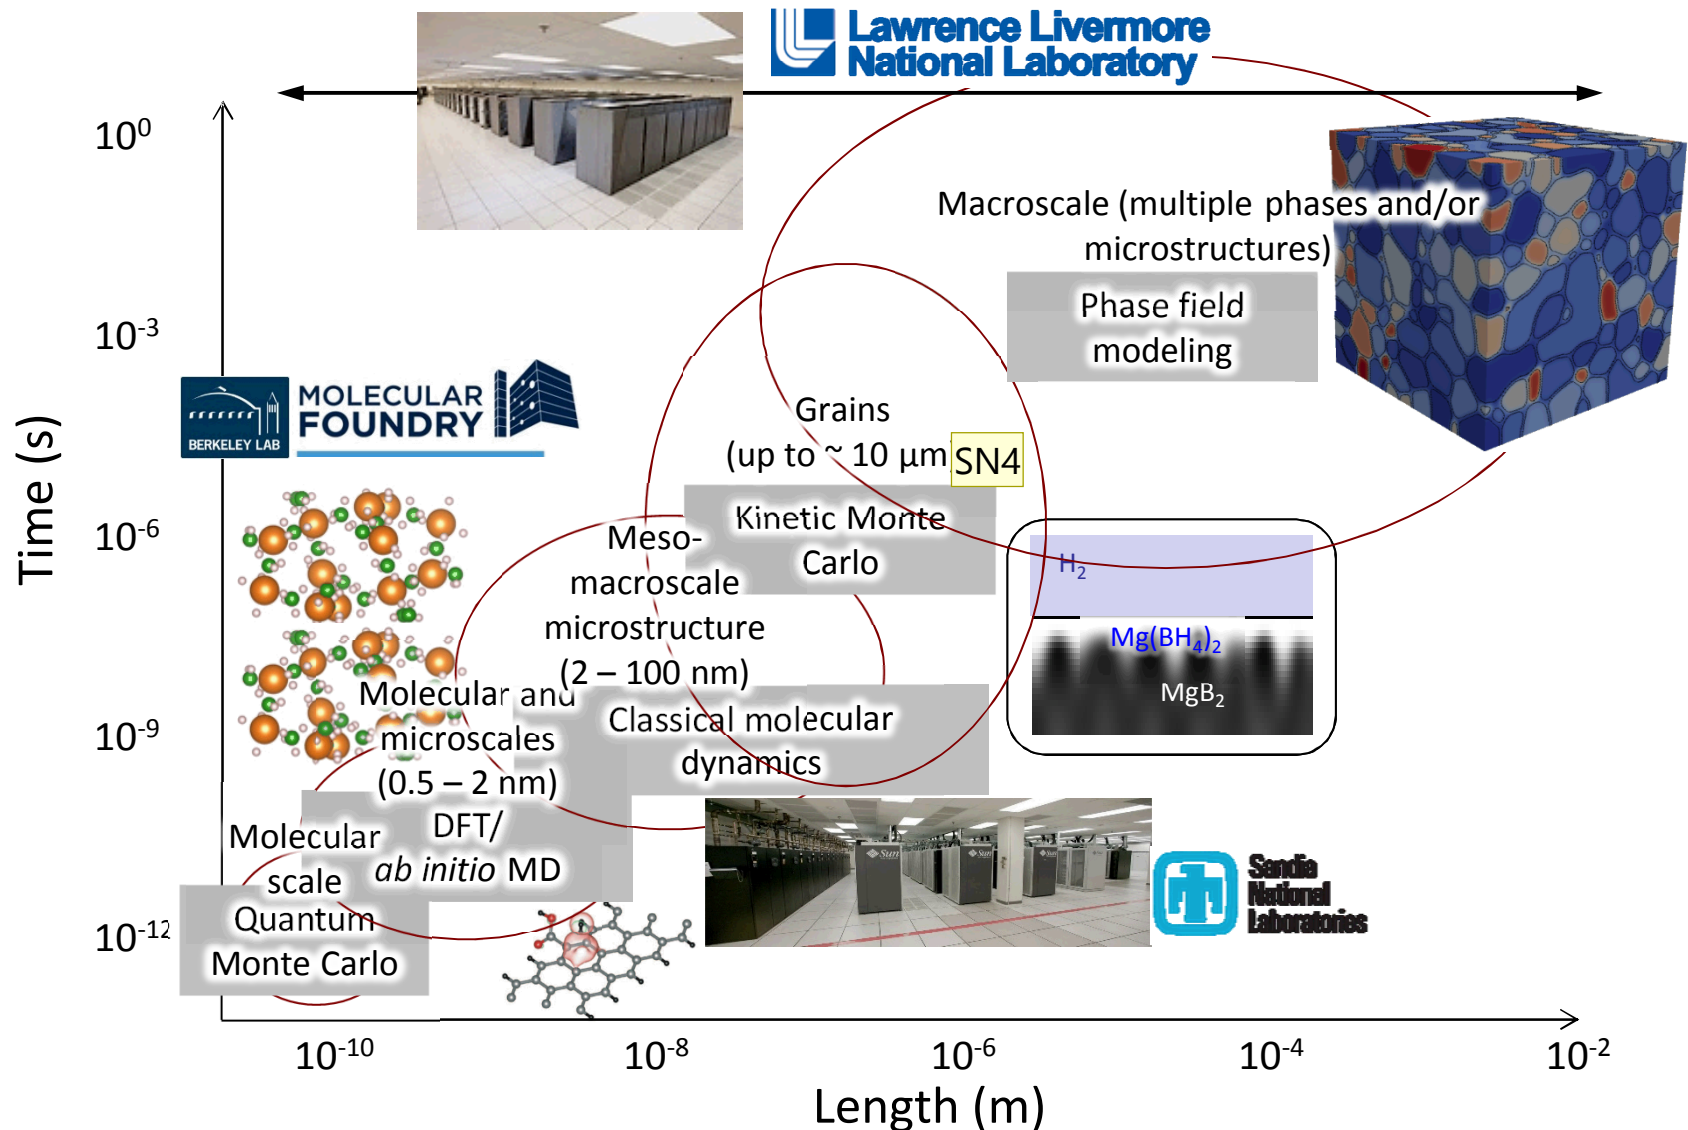 Lawrence Livermore
National Laboratory
10^0
Macroscale (multiple phases and/or
microstructures)
Phase field
modeling
10^-3
BERKELEY LAB
MOLECULAR
FOUNDRY
Grains
(up to ~ 10 µm
SN4
Time (s)
10^-6
Kinetic Monte
Carlo
Meso-
macroscale
microstructure
(2 – 100 nm)
H2
Mg(BH4)2
MgB2
Molecular and
microscales
(0.5 – 2 nm)
Classical molecular
dynamics
10^-9
DFT/
ab initio MD
Molecular
scale
Quantum
Monte Carlo
Sun
Sun
Sandia
National
Laboratories
10^-12
10^-10
10^-8
10^-6
10^-4
10^-2
Length (m)